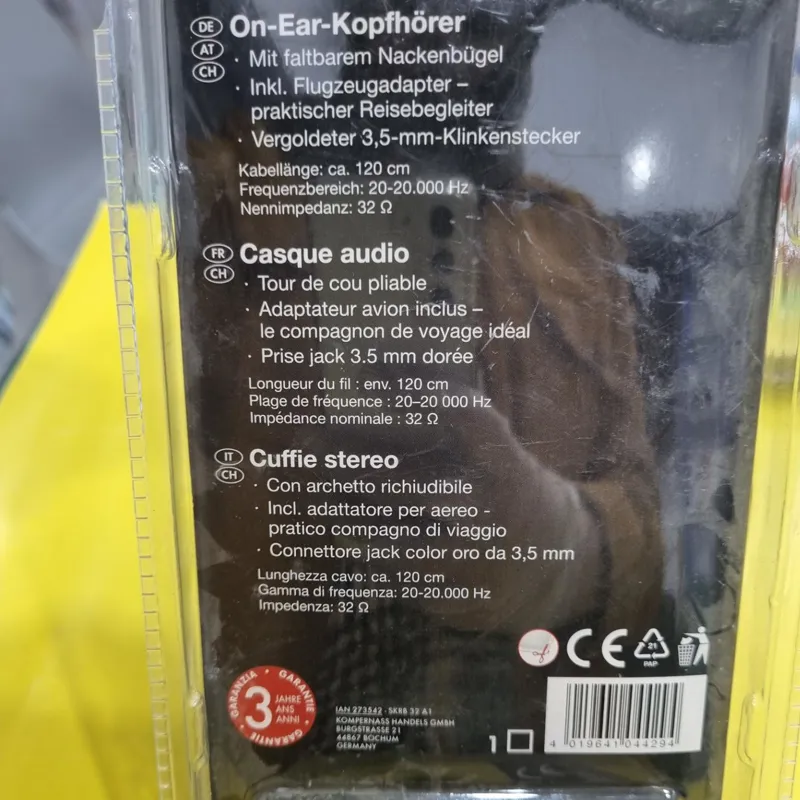 DE On-Ear-Kopfhörer
AT · Mit faltbarem Nackenbügel
CH · Inkl. Flugzeugadapter –
praktischer Reisebegleiter
· Vergoldeter 3,5-mm-Klinkenstecker
Kabellänge: ca. 120 cm
Frequenzbereich: 20-20.000 Hz
Nennimpedanz: 32 Ω
FR Casque audio
CH · Tour de cou pliable
· Adaptateur avion inclus –
le compagnon de voyage idéal
· Prise jack 3.5 mm dorée
Longueur du fil : env. 120 cm
Plage de fréquence : 20–20 000 Hz
Impédance nominale : 32 Ω
IT Cuffie stereo
CH · Con archetto richiudibile
· Incl. adattatore per aereo -
pratico compagno di viaggio
· Connettore jack color oro da 3,5 mm
Lunghezza cavo: ca. 120 cm
Gamma di frequenza: 20-20.000 Hz
Impedenza: 32 Ω
CE
21
PAP
GARANZIA · GARANTIE · GARANTIE ·
3 JAHRE
ANS
ANNI
IAN 273542 · SKRB 32 A1
KOMPERNASS HANDELS GMBH
BURGSTRASSE 21
44867 BOCHUM
GERMANY
1
4 019641 044294